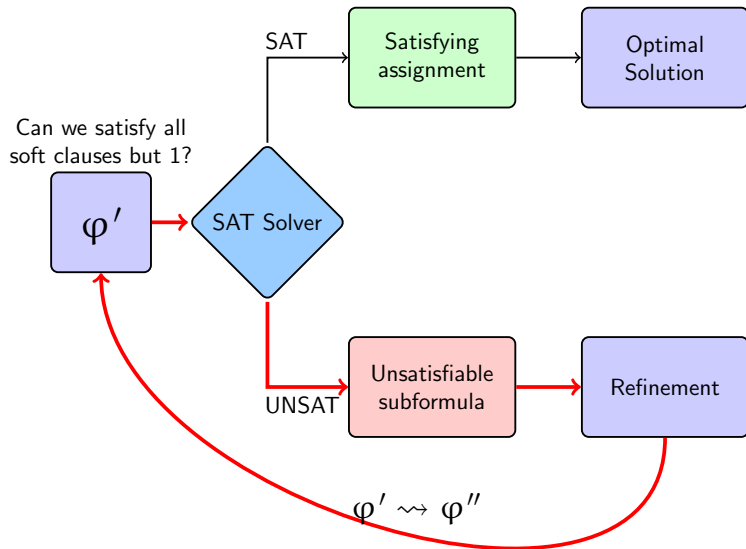 SAT
Satisfying
assignment
Optimal
Solution
Can we satisfy all
soft clauses but 1?
φ′
SAT Solver
UNSAT
Unsatisfiable
subformula
Refinement
φ′ ⇝ φ″